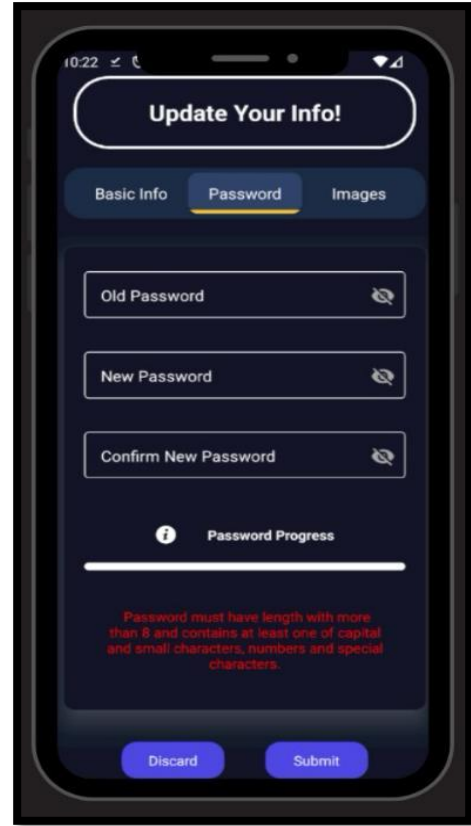 10:22
Update Your Info!
Basic Info Password Images
Old Password
New Password
Confirm New Password
i Password Progress
Password must have length with more
than 8 and contains at least one of capital
and small characters, numbers and special
characters.
Discard Submit